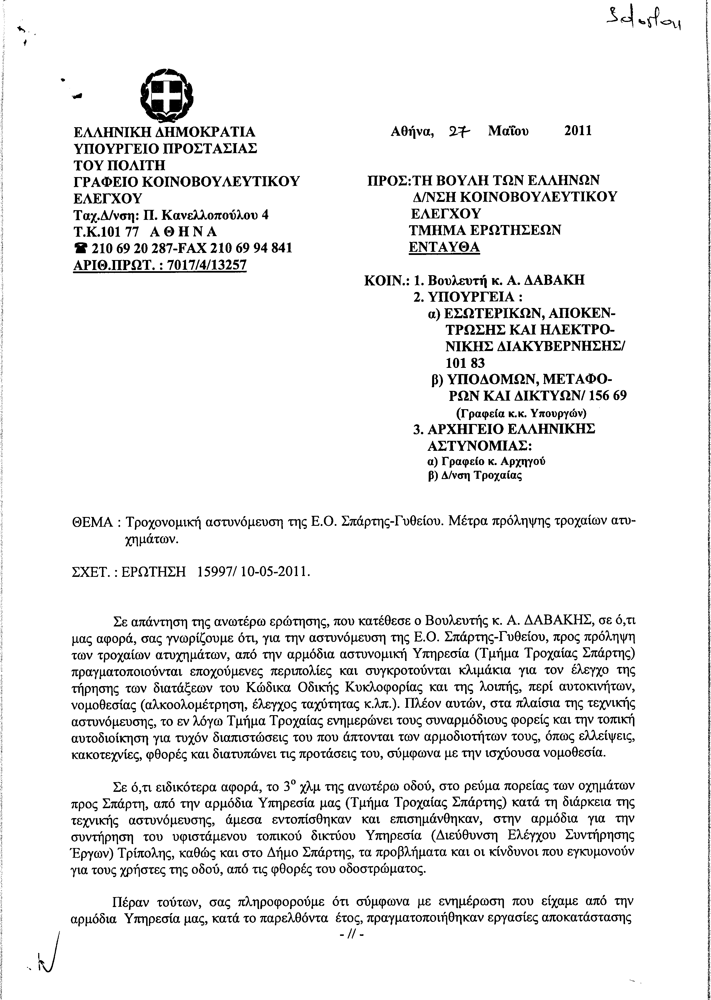 ΕΛΛΗΝΙΚΗ ΔΗΜΟΚΡΑΤΙΑ
ΥΠΟΥΡΓΕΙΟ ΠΡΟΣΤΑΣΙΑΣ
ΤΟΥ ΠΟΛΙΤΗ
ΓΡΑΦΕΙΟ ΚΟΙΝΟΒΟΥΛΕΥΤΙΚΟΥ
ΕΛΕΓΧΟΥ
Ταχ.Δ/νση: Π. Κανελλοπούλου 4
Τ.Κ.101 77 Α Θ Η Ν Α
☎ 210 69 20 287-FAX 210 69 94 841
ΑΡΙΘ.ΠΡΩΤ. : 7017/4/13257
Αθήνα, 27 Μαΐου 2011
ΠΡΟΣ:ΤΗ ΒΟΥΛΗ ΤΩΝ ΕΛΛΗΝΩΝ
Δ/ΝΣΗ ΚΟΙΝΟΒΟΥΛΕΥΤΙΚΟΥ
ΕΛΕΓΧΟΥ
ΤΜΗΜΑ ΕΡΩΤΗΣΕΩΝ
ΕΝΤΑΥΘΑ
ΚΟΙΝ.: 1. Βουλευτή κ. Α. ΔΑΒΑΚΗ
2. ΥΠΟΥΡΓΕΙΑ :
α) ΕΣΩΤΕΡΙΚΩΝ, ΑΠΟΚΕΝ-
ΤΡΩΣΗΣ ΚΑΙ ΗΛΕΚΤΡΟ-
ΝΙΚΗΣ ΔΙΑΚΥΒΕΡΝΗΣΗΣ/
101 83
β) ΥΠΟΔΟΜΩΝ, ΜΕΤΑΦΟ-
ΡΩΝ ΚΑΙ ΔΙΚΤΥΩΝ/ 156 69
(Γραφεία κ.κ. Υπουργών)
3. ΑΡΧΗΓΕΙΟ ΕΛΛΗΝΙΚΗΣ
ΑΣΤΥΝΟΜΙΑΣ:
α) Γραφείο κ. Αρχηγού
β) Δ/νση Τροχαίας
ΘΕΜΑ : Τροχονομική αστυνόμευση της Ε.Ο. Σπάρτης-Γυθείου. Μέτρα πρόληψης τροχαίων ατυ-
χημάτων.
ΣΧΕΤ. : ΕΡΩΤΗΣΗ 15997/ 10-05-2011.
Σε απάντηση της ανωτέρω ερώτησης, που κατέθεσε ο Βουλευτής κ. Α. ΔΑΒΑΚΗΣ, σε ό,τι
μας αφορά, σας γνωρίζουμε ότι, για την αστυνόμευση της Ε.Ο. Σπάρτης-Γυθείου, προς πρόληψη
των τροχαίων ατυχημάτων, από την αρμόδια αστυνομική Υπηρεσία (Τμήμα Τροχαίας Σπάρτης)
πραγματοποιούνται εποχούμενες περιπολίες και συγκροτούνται κλιμάκια για τον έλεγχο της
τήρησης των διατάξεων του Κώδικα Οδικής Κυκλοφορίας και της λοιπής, περί αυτοκινήτων,
νομοθεσίας (αλκοολομέτρηση, έλεγχος ταχύτητας κ.λπ.). Πλέον αυτών, στα πλαίσια της τεχνικής
αστυνόμευσης, το εν λόγω Τμήμα Τροχαίας ενημερώνει τους συναρμόδιους φορείς και την τοπική
αυτοδιοίκηση για τυχόν διαπιστώσεις του που άπτονται των αρμοδιοτήτων τους, όπως ελλείψεις,
κακοτεχνίες, φθορές και διατυπώνει τις προτάσεις του, σύμφωνα με την ισχύουσα νομοθεσία.
Σε ό,τι ειδικότερα αφορά, το 3ο χλμ της ανωτέρω οδού, στο ρεύμα πορείας των οχημάτων
προς Σπάρτη, από την αρμόδια Υπηρεσία μας (Τμήμα Τροχαίας Σπάρτης) κατά τη διάρκεια της
τεχνικής αστυνόμευσης, άμεσα εντοπίσθηκαν και επισημάνθηκαν, στην αρμόδια για την
συντήρηση του υφιστάμενου τοπικού δικτύου Υπηρεσία (Διεύθυνση Ελέγχου Συντήρησης
Έργων) Τρίπολης, καθώς και στο Δήμο Σπάρτης, τα προβλήματα και οι κίνδυνοι που εγκυμονούν
για τους χρήστες της οδού, από τις φθορές του οδοστρώματος.
Πέραν τούτων, σας πληροφορούμε ότι σύμφωνα με ενημέρωση που είχαμε από την
αρμόδια Υπηρεσία μας, κατά το παρελθόντα έτος, πραγματοποιήθηκαν εργασίες αποκατάστασης
- // -